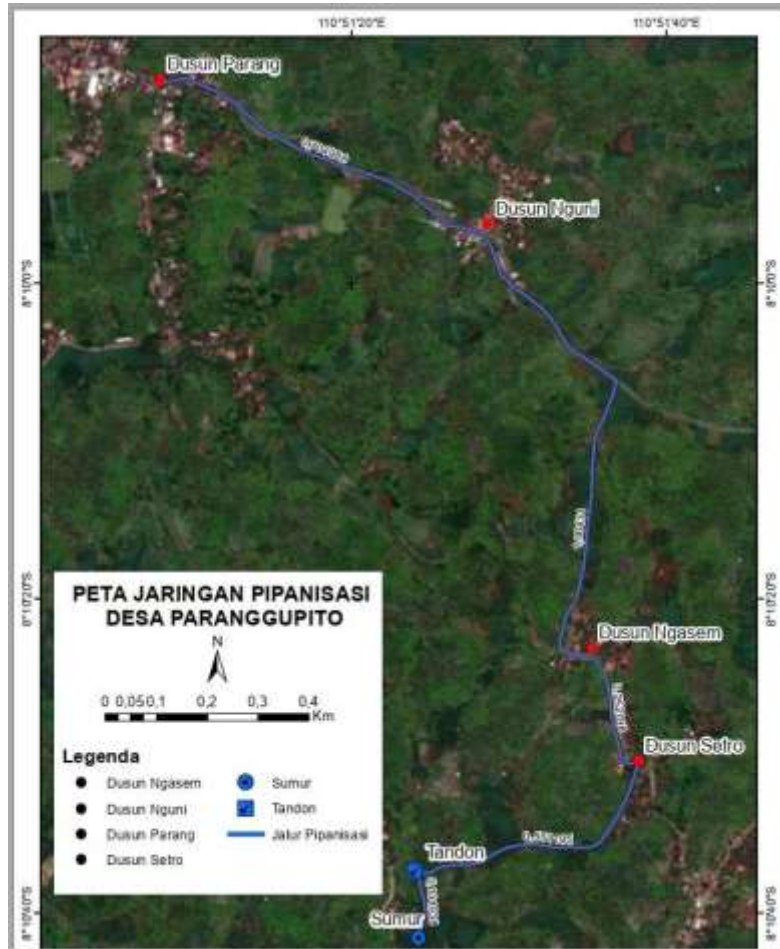 110°51'20"E
110°51'40"E
Dusun Parang
Dusun Nguni
8°10'0"S
8°10'0"S
8°10'20"S
8°10'20"S
Dusun Ngasem
Dusun Setro
Tandon
Sumur
8°10'40"S
8°10'40"S
PETA JARINGAN PIPANISASI
DESA PARANGGUPITO
N
0 0,05 0,1 0,2 0,3 0,4
Km
Legenda
Dusun Ngasem
Dusun Nguni
Dusun Parang
Dusun Setro
Sumur
Tandon
Jalur Pipanisasi